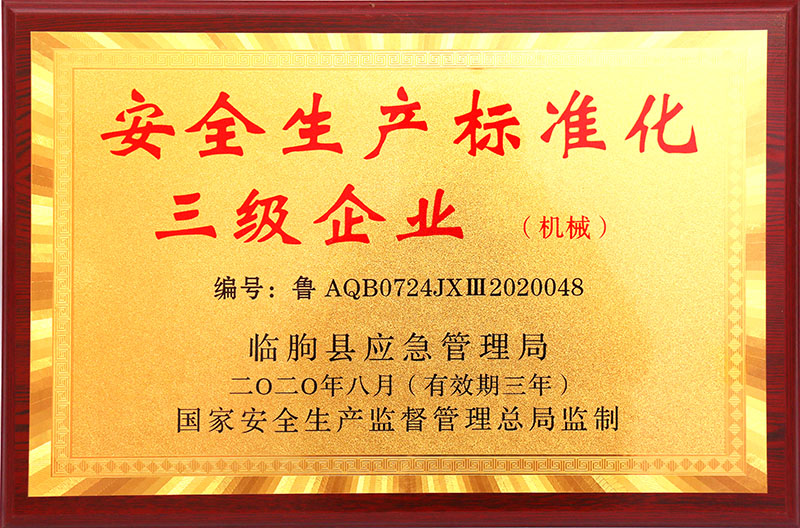 安全生产标准化
三级企业（机械）
编号：鲁 AQB0724JXⅢ2020048
临朐县应急管理局
二〇二〇年八月（有效期三年）
国家安全生产监督管理总局监制